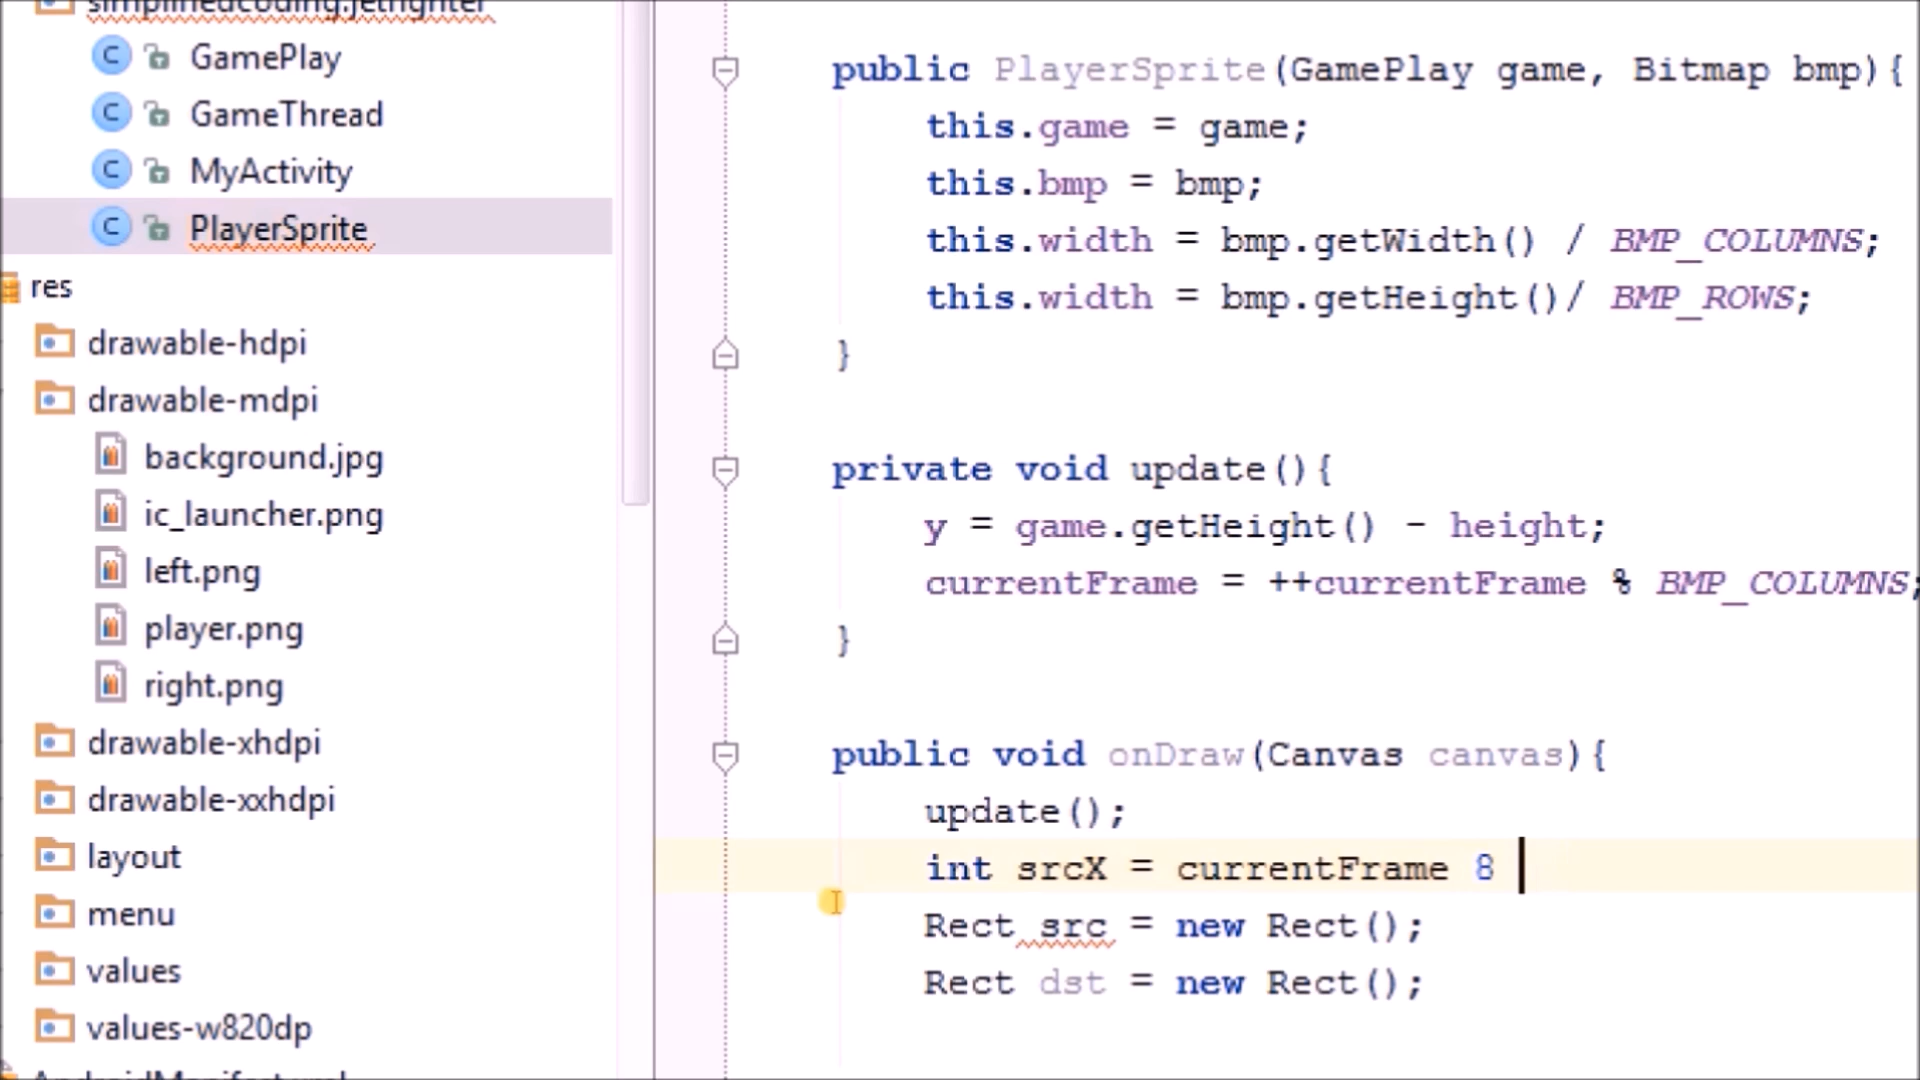 simplifiedcoding.jetfighter
GamePlay
GameThread
MyActivity
PlayerSprite
res
drawable-hdpi
drawable-mdpi
background.jpg
ic_launcher.png
left.png
player.png
right.png
drawable-xhdpi
drawable-xxhdpi
layout
menu
values
values-w820dp
AndroidManifest.xml
public PlayerSprite(GamePlay game, Bitmap bmp){
this.game = game;
this.bmp = bmp;
this.width = bmp.getWidth() / BMP_COLUMNS;
this.width = bmp.getHeight()/ BMP_ROWS;
}
private void update(){
y = game.getHeight() - height;
currentFrame = ++currentFrame % BMP_COLUMNS;
}
public void onDraw(Canvas canvas){
update();
int srcX = currentFrame 8
Rect src = new Rect();
Rect dst = new Rect();